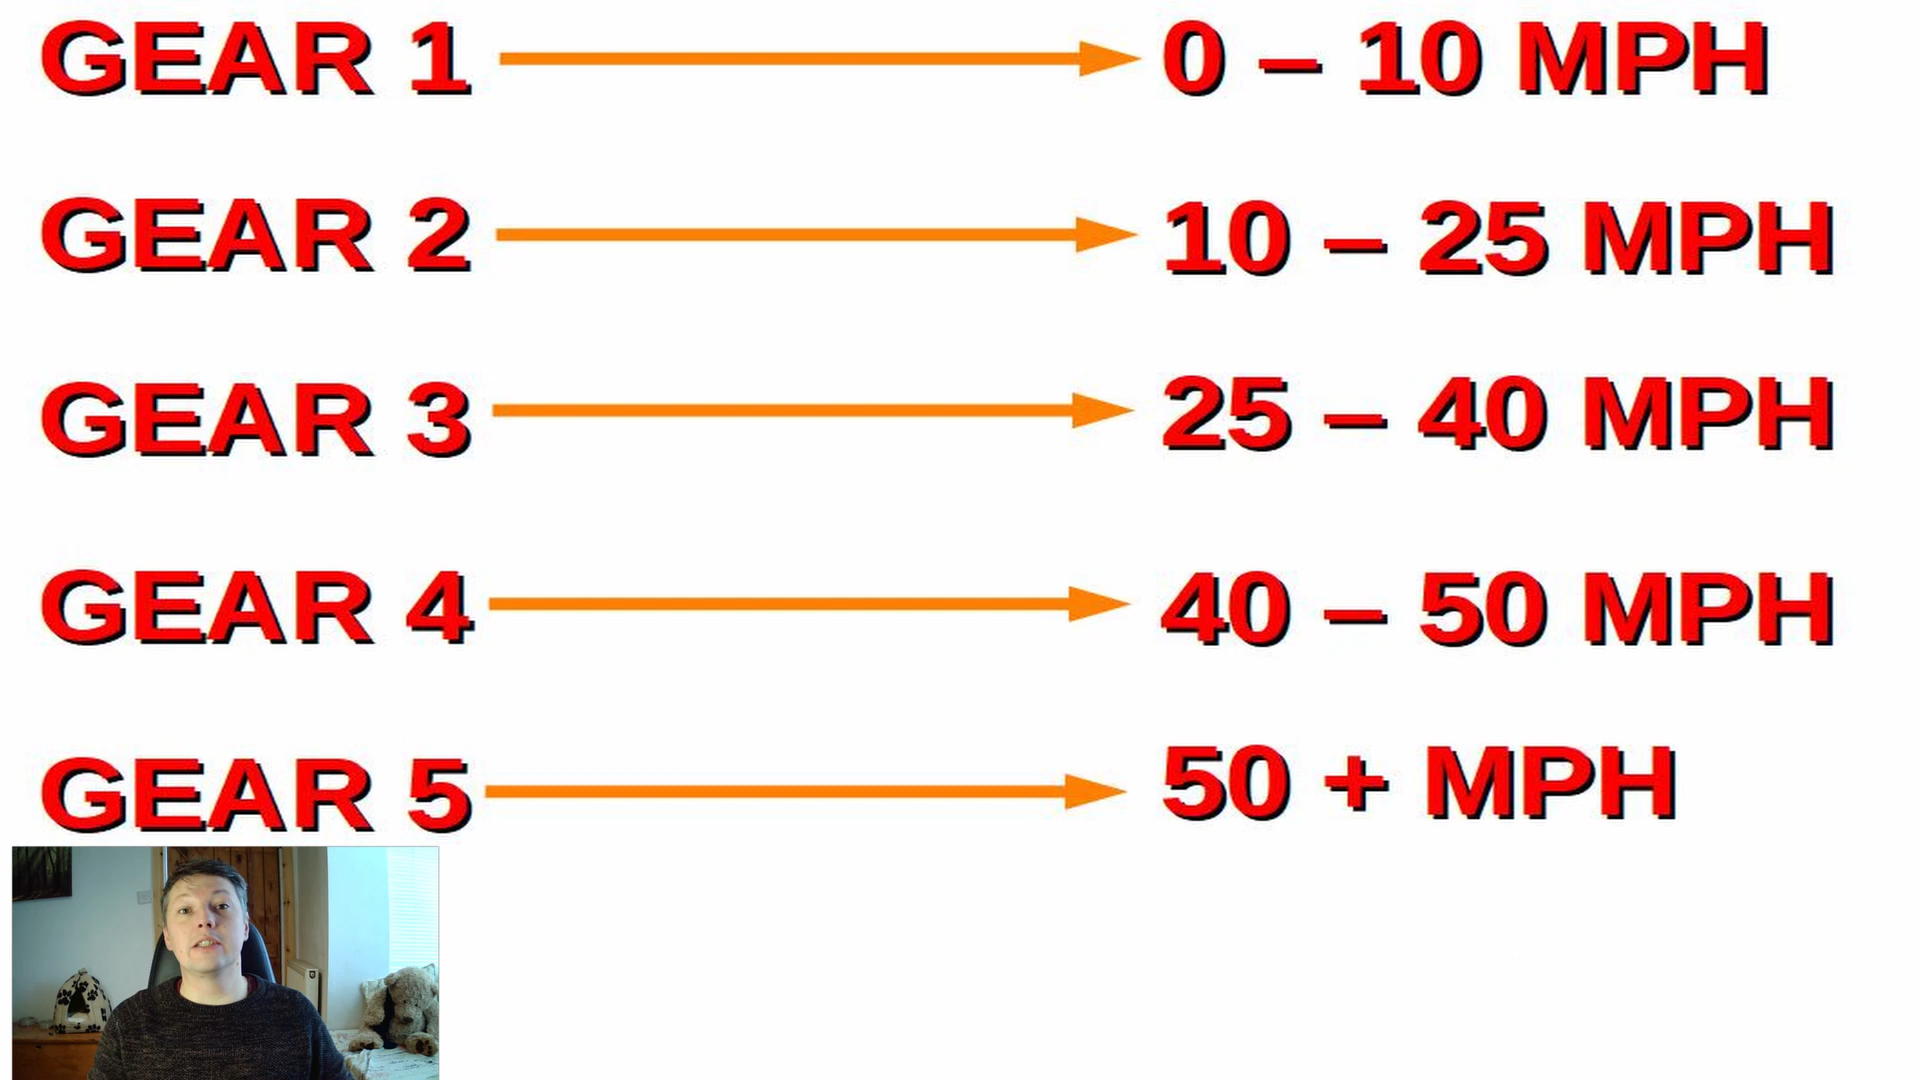 GEAR 1 0 – 10 MPH
GEAR 2 10 – 25 MPH
GEAR 3 25 – 40 MPH
GEAR 4 40 – 50 MPH
GEAR 5 50 + MPH